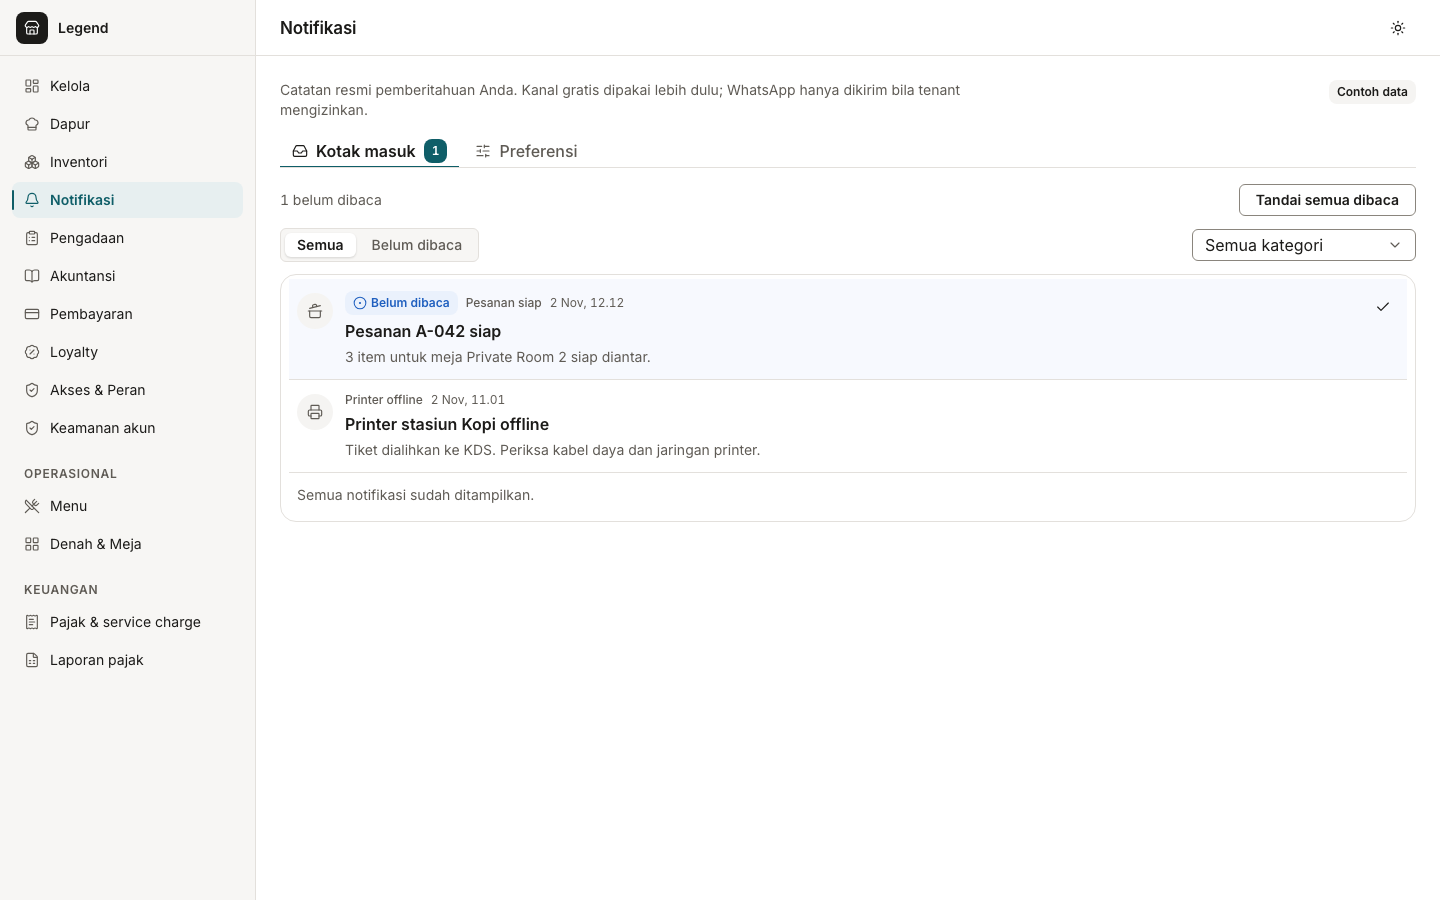 Legend
Notifikasi
Kelola
Dapur
Inventori
Notifikasi
Pengadaan
Akuntansi
Pembayaran
Loyalty
Akses & Peran
Keamanan akun
OPERASIONAL
Menu
Denah & Meja
KEUANGAN
Pajak & service charge
Laporan pajak
Catatan resmi pemberitahuan Anda. Kanal gratis dipakai lebih dulu; WhatsApp hanya dikirim bila tenant
mengizinkan.
Contoh data
Kotak masuk 1 Preferensi
1 belum dibaca
Tandai semua dibaca
Semua Belum dibaca
Semua kategori
Belum dibaca Pesanan siap 2 Nov, 12.12
Pesanan A-042 siap
3 item untuk meja Private Room 2 siap diantar.
Printer offline 2 Nov, 11.01
Printer stasiun Kopi offline
Tiket dialihkan ke KDS. Periksa kabel daya dan jaringan printer.
Semua notifikasi sudah ditampilkan.